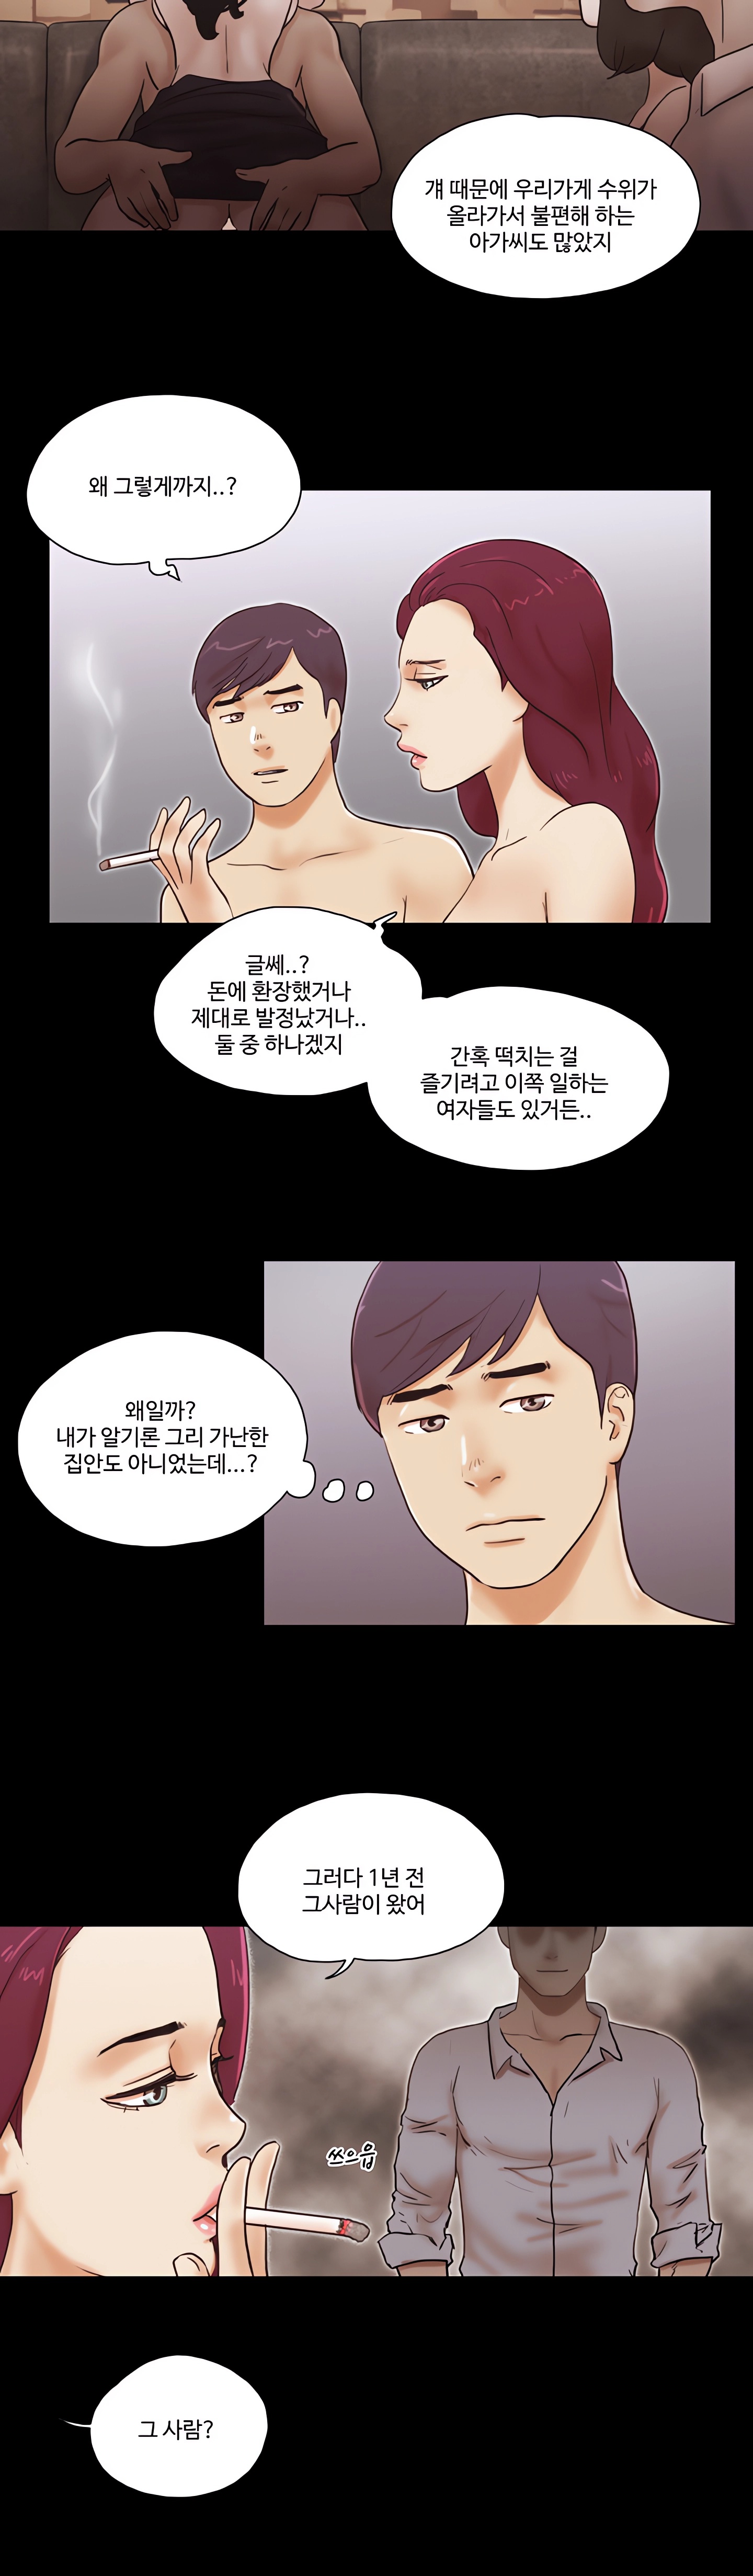 걔 때문에 우리가게 수위가
올라가서 불편해 하는
아가씨도 많았지
왜 그렇게까지..?
글쎄..?
돈에 환장했거나
제대로 발정났거나..
둘 중 하나겠지
간혹 떡치는 걸
즐기려고 이쪽 일하는
여자들도 있거든..
왜일까?
내가 알기론 그리 가난한
집안도 아니었는데...?
그러다 1년 전
그사람이 왔어
쓰으읍
그 사람?